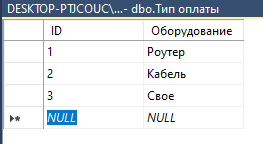 DESKTOP-PTJCOUC\...- dbo.Тип оплаты
ID Оборудование
1 Роутер
2 Кабель
3 Свое
NULL NULL